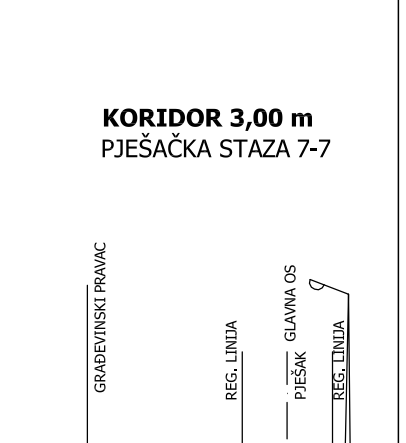 KORIDOR 3,00 m
PJEŠAČKA STAZA 7-7
GRAĐEVINSKI PRAVAC
REG. LINIJA
GLAVNA OS
PJEŠAK
REG. LINIJA